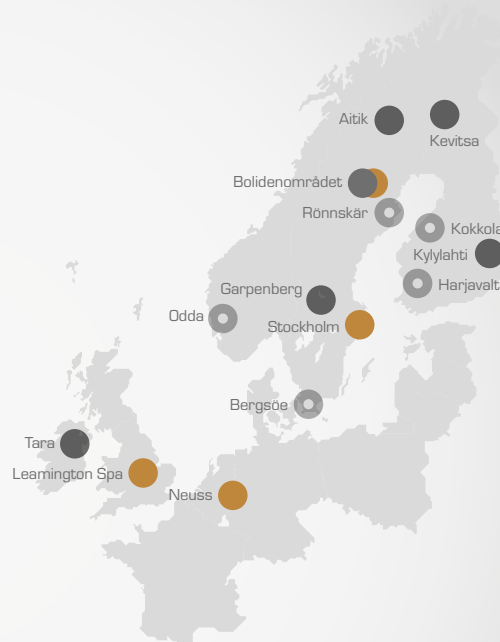 Aitik
Kevitsa
Bolidenområdet
Rönnskär
Kokkola
Kylylahti
Harjavalt
Garpenberg
Odda
Stockholm
Bergsöe
Tara
Leamington Spa
Neuss